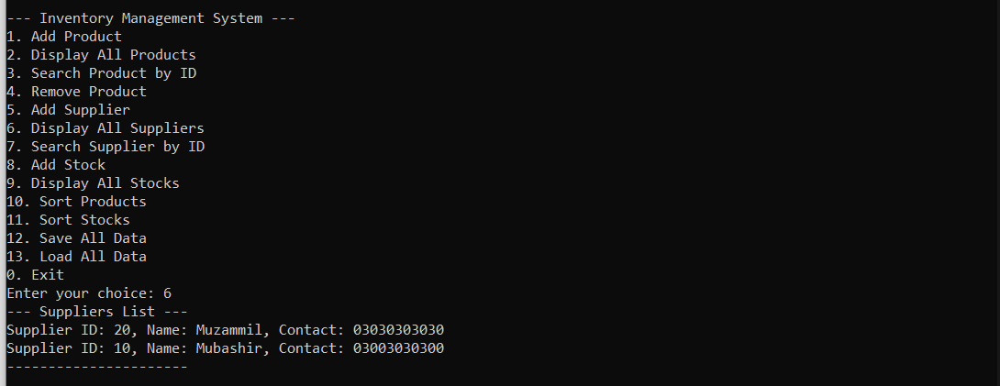 --- Inventory Management System ---
1. Add Product
2. Display All Products
3. Search Product by ID
4. Remove Product
5. Add Supplier
6. Display All Suppliers
7. Search Supplier by ID
8. Add Stock
9. Display All Stocks
10. Sort Products
11. Sort Stocks
12. Save All Data
13. Load All Data
0. Exit
Enter your choice: 6
--- Suppliers List ---
Supplier ID: 20, Name: Muzammil, Contact: 03030303030
Supplier ID: 10, Name: Mubashir, Contact: 03003030300
----------------------